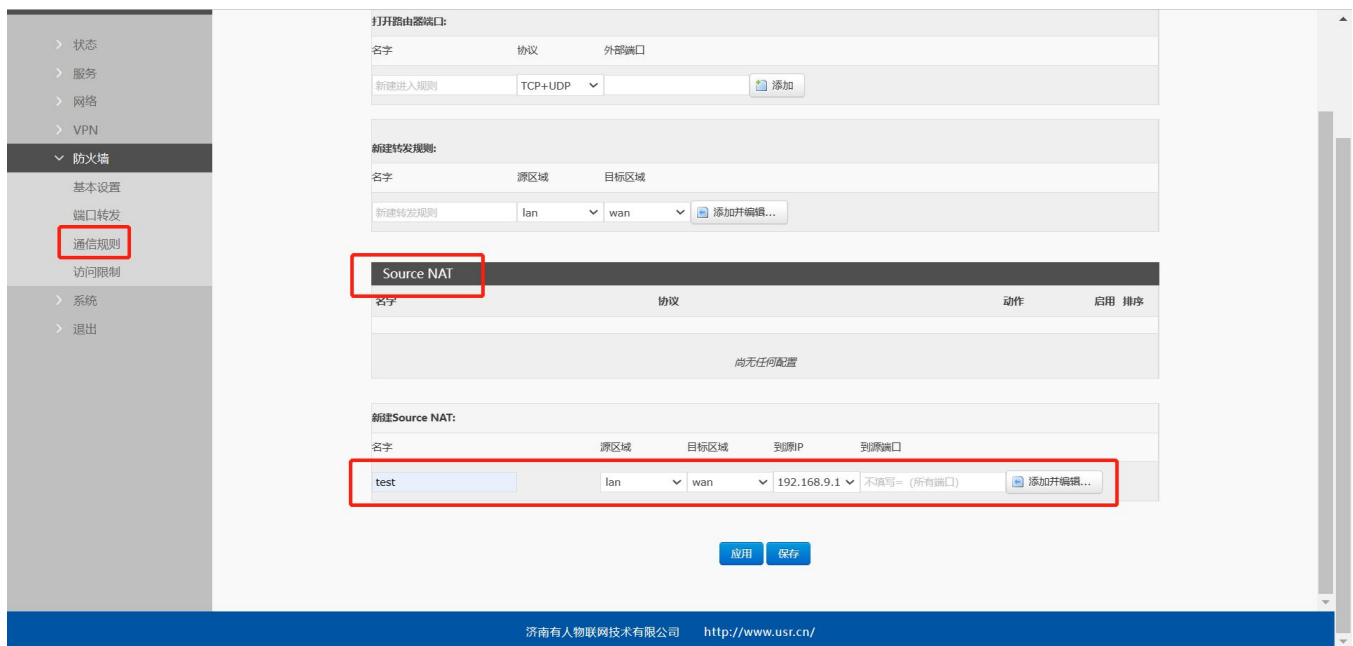 状态
服务
网络
VPN
防火墙
基本设置
端口转发
通信规则
访问限制
系统
退出
打开路由器端口:
名字 协议 外部端口
新建进入规则 TCP+UDP 添加
新建转发规则:
名字 源区域 目标区域
新建转发规则 lan wan 添加并编辑...
Source NAT
名字 协议 动作 启用 排序
尚无任何配置
新建Source NAT:
名字 源区域 目标区域 到源IP 到源端口
test lan wan 192.168.9.1 不填写= (所有端口) 添加并编辑...
应用 保存
济南有人物联网技术有限公司 http://www.usr.cn/